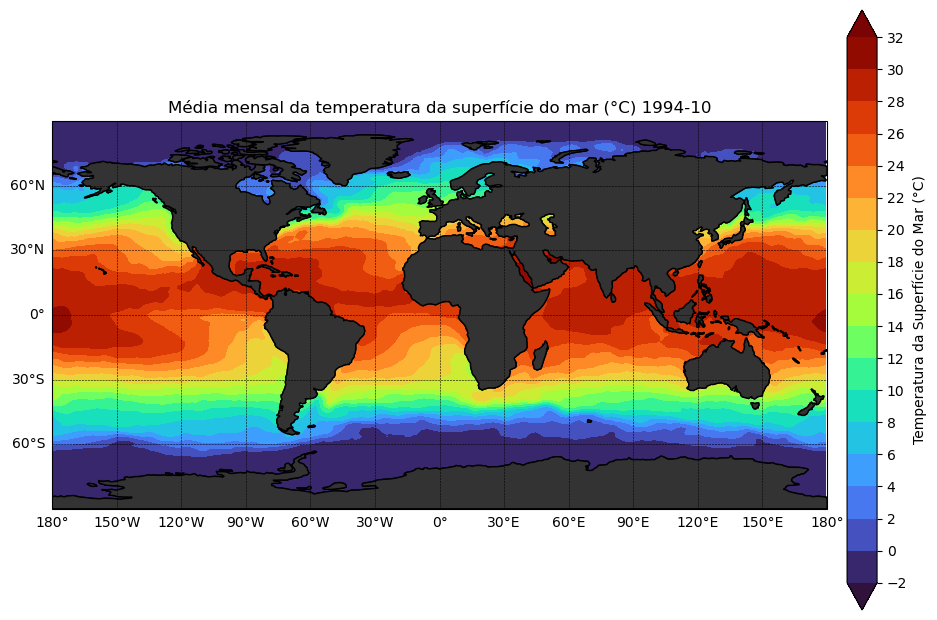 Média mensal da temperatura da superfície do mar (°C) 1994-10
60°N
30°N
0°
30°S
60°S
180° 150°W 120°W 90°W 60°W 30°W 0° 30°E 60°E 90°E 120°E 150°E 180°
32
30
28
26
24
22
20
18
16
14
12
10
8
6
4
2
0
−2
Temperatura da Superfície do Mar (°C)